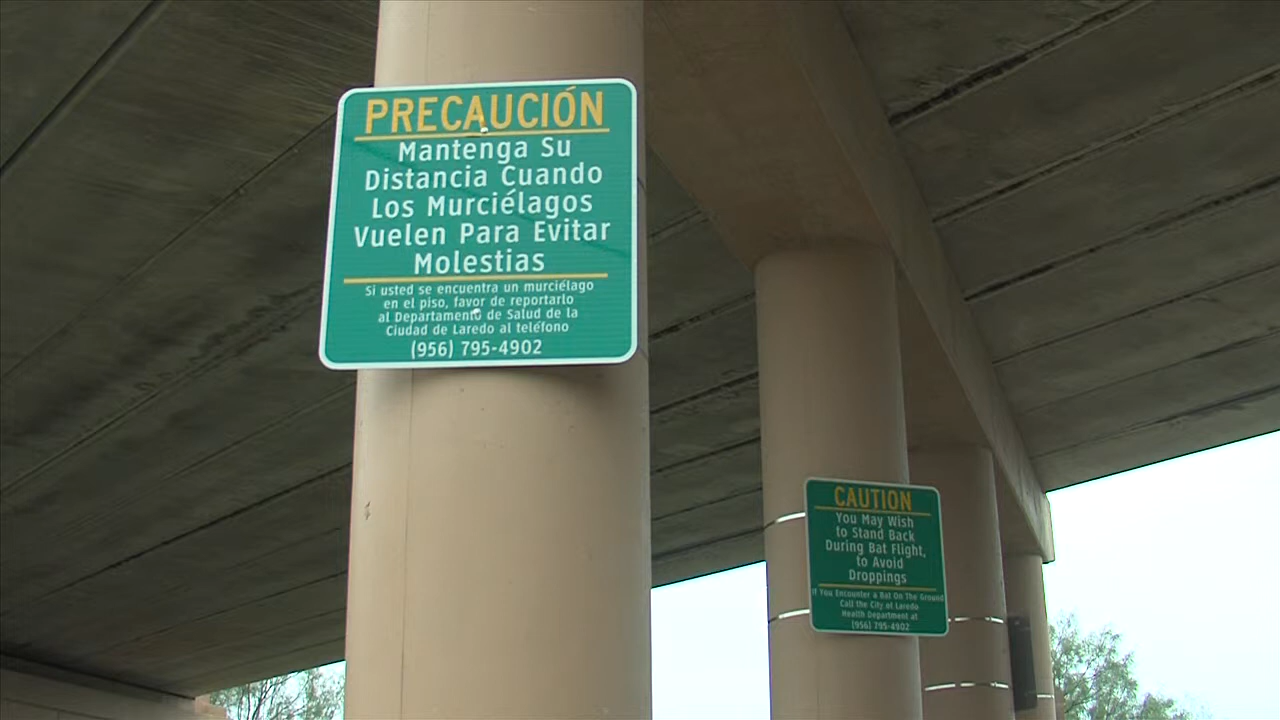 PRECAUCIÓN
Mantenga Su
Distancia Cuando
Los Murciélagos
Vuelen Para Evitar
Molestias
Si usted se encuentra un murciélago
en el piso, favor de reportarlo
al Departamento de Salud de la
Ciudad de Laredo al teléfono
(956) 795-4902
CAUTION
You May Wish
to Stand Back
During Bat Flight,
to Avoid
Droppings
If You Encounter a Bat On The Ground
Call the City of Laredo
Health Department at
(956) 795-4902